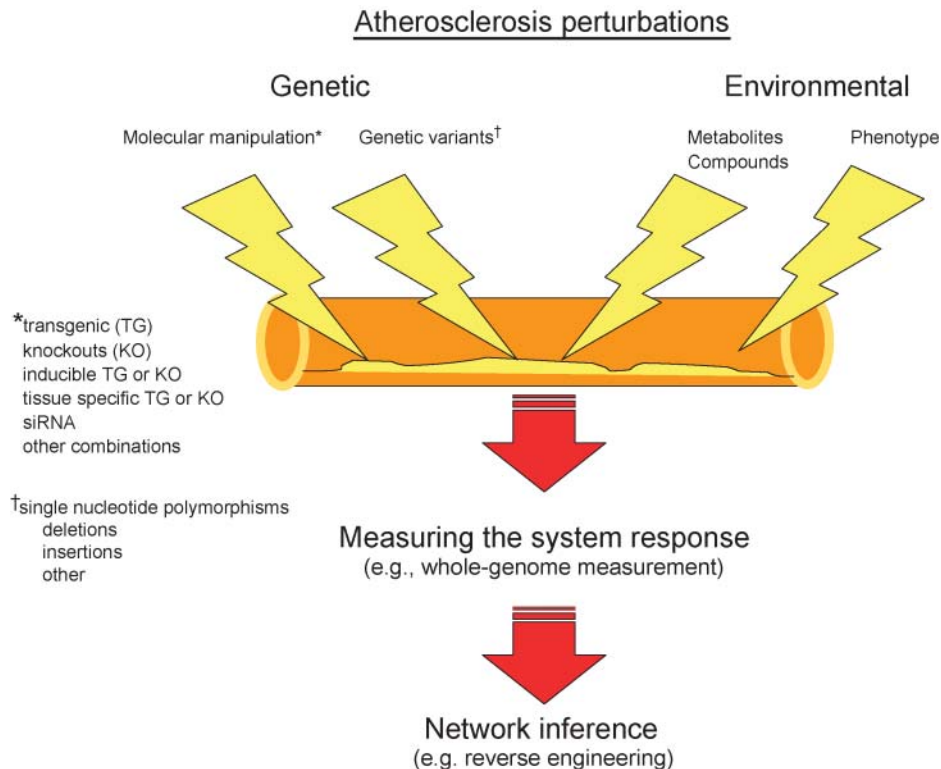 Atherosclerosis perturbations
Genetic
Environmental
Molecular manipulation*
Genetic variants†
Metabolites
Compounds
Phenotype
*transgenic (TG)
knockouts (KO)
inducible TG or KO
tissue specific TG or KO
siRNA
other combinations
†single nucleotide polymorphisms
deletions
insertions
other
Measuring the system response
(e.g., whole-genome measurement)
Network inference
(e.g. reverse engineering)